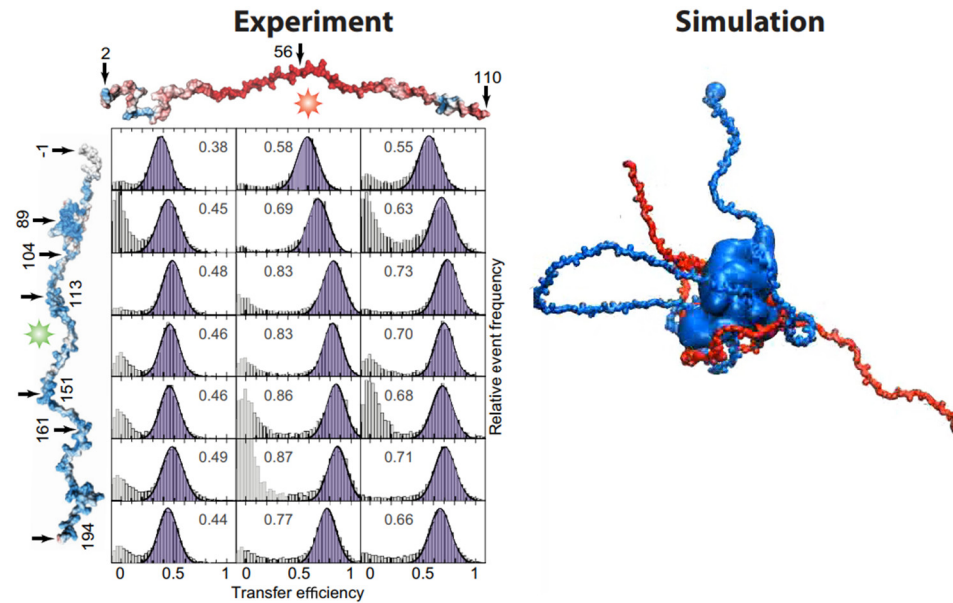 Experiment
Simulation
2
56
110
-1
89
104
113
151
161
194
0.38 0.58 0.55
0.45 0.69 0.63
0.48 0.83 0.73
0.46 0.83 0.70
0.46 0.86 0.68
0.49 0.87 0.71
0.44 0.77 0.66
0 0.5 1 0 0.5 1 0 0.5 1
Transfer efficiency
Relative event frequency